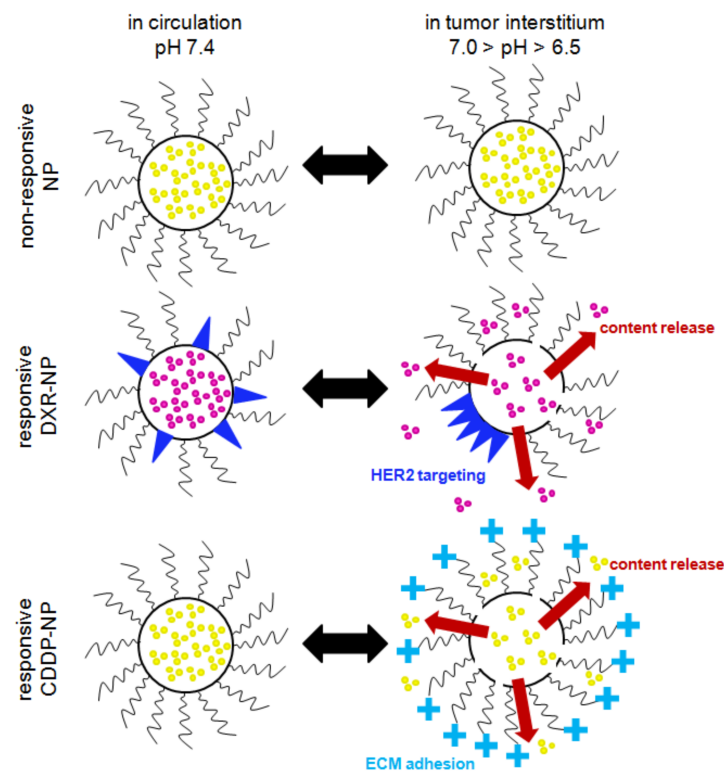 in circulation
pH 7.4
in tumor interstitium
7.0 > pH > 6.5
non-responsive
NP
responsive
DXR-NP
content release
HER2 targeting
responsive
CDDP-NP
content release
ECM adhesion